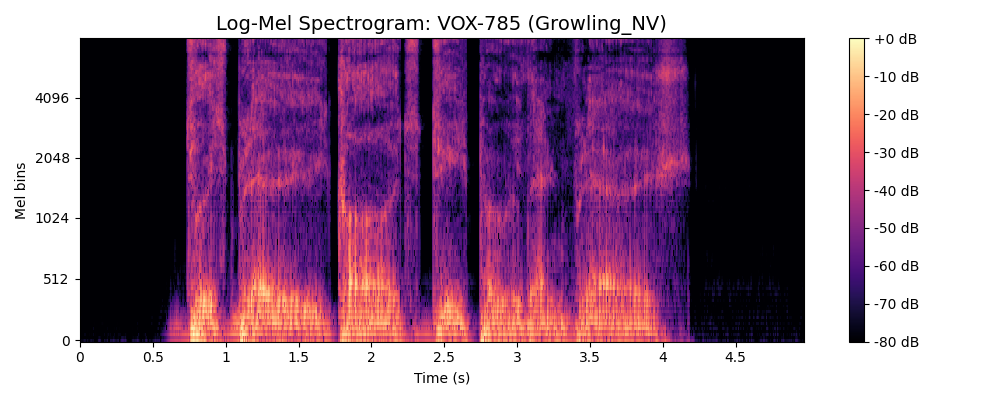 Log-Mel Spectrogram: VOX-785 (Growling_NV)
Mel bins
4096
2048
1024
512
0
0 0.5 1 1.5 2 2.5 3 3.5 4 4.5
Time (s)
+0 dB
-10 dB
-20 dB
-30 dB
-40 dB
-50 dB
-60 dB
-70 dB
-80 dB